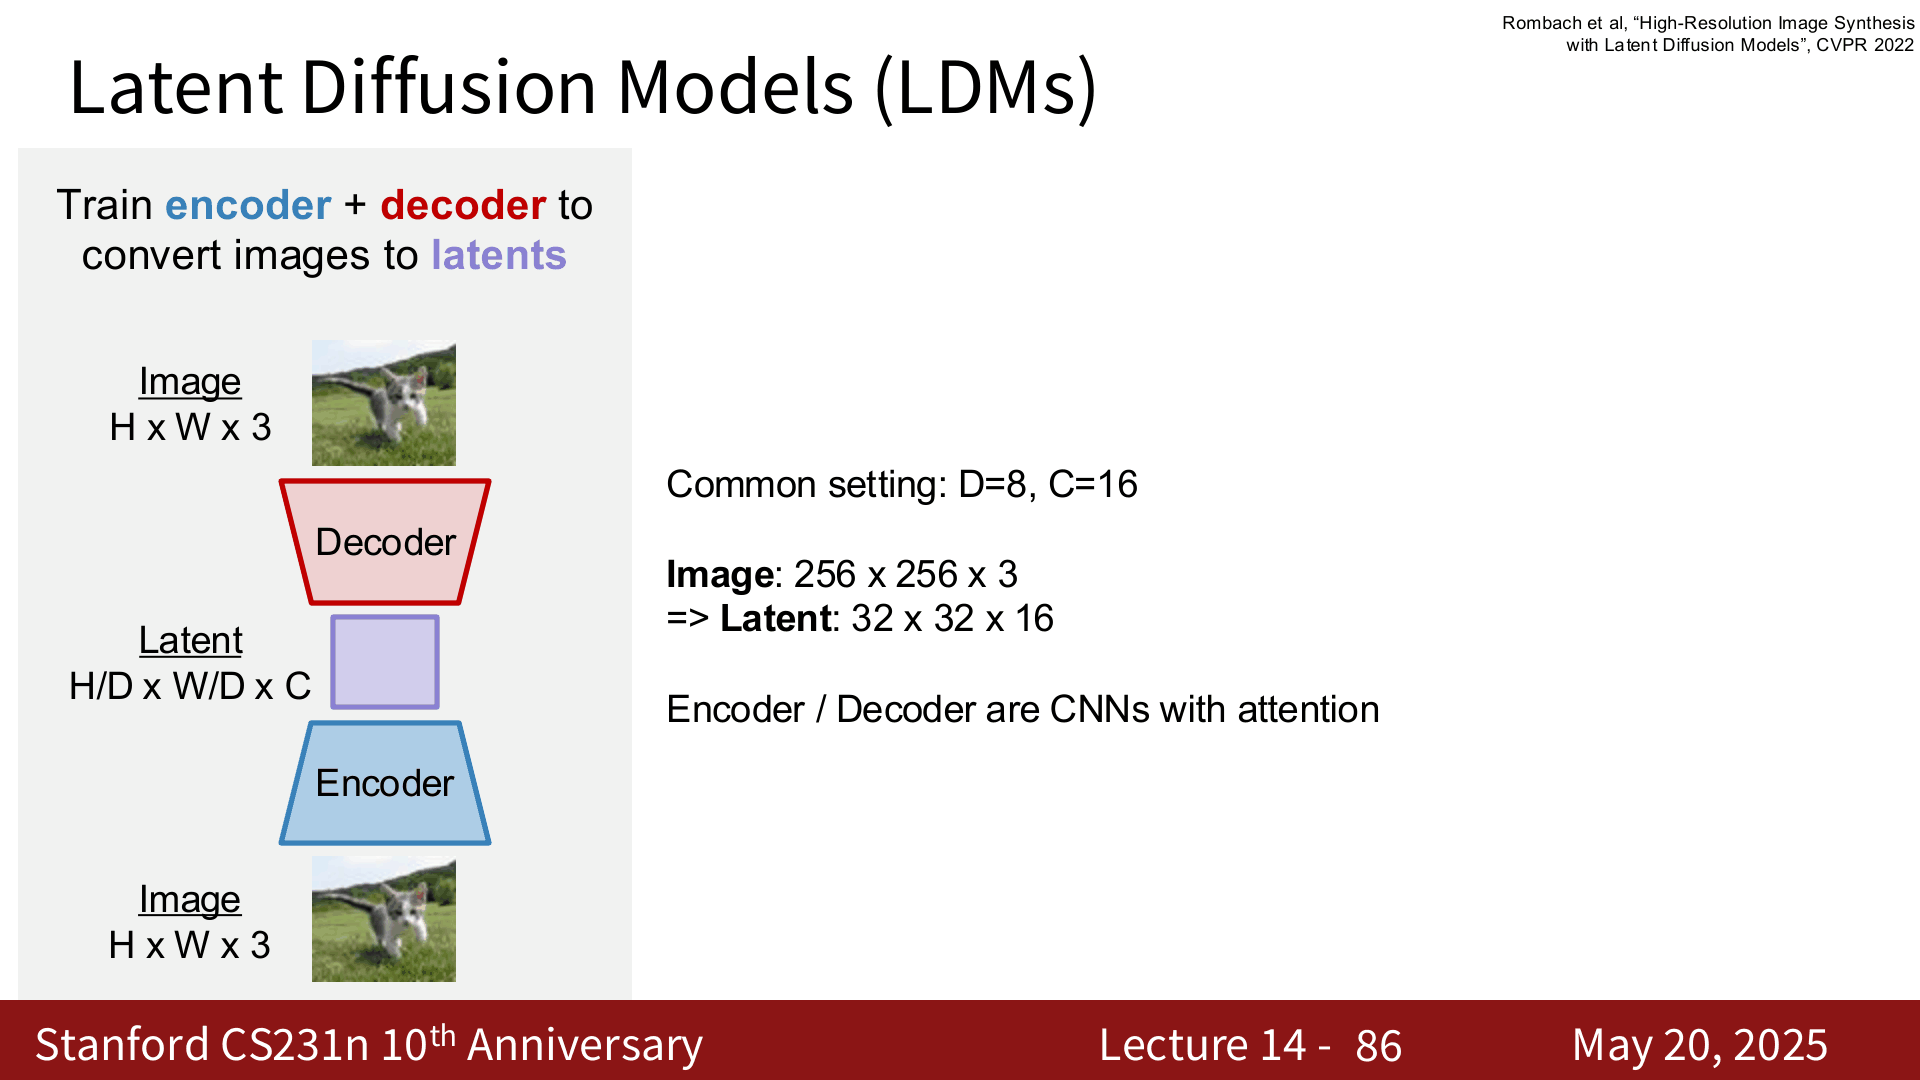 Rombach et al, “High-Resolution Image Synthesis
with Latent Diffusion Models”, CVPR 2022
Latent Diffusion Models (LDMs)
Train encoder + decoder to
convert images to latents
Image
H x W x 3
Decoder
Latent
H/D x W/D x C
Encoder
Image
H x W x 3
Common setting: D=8, C=16
Image: 256 x 256 x 3
=> Latent: 32 x 32 x 16
Encoder / Decoder are CNNs with attention
Stanford CS231n 10th Anniversary
Lecture 14 - 86
May 20, 2025